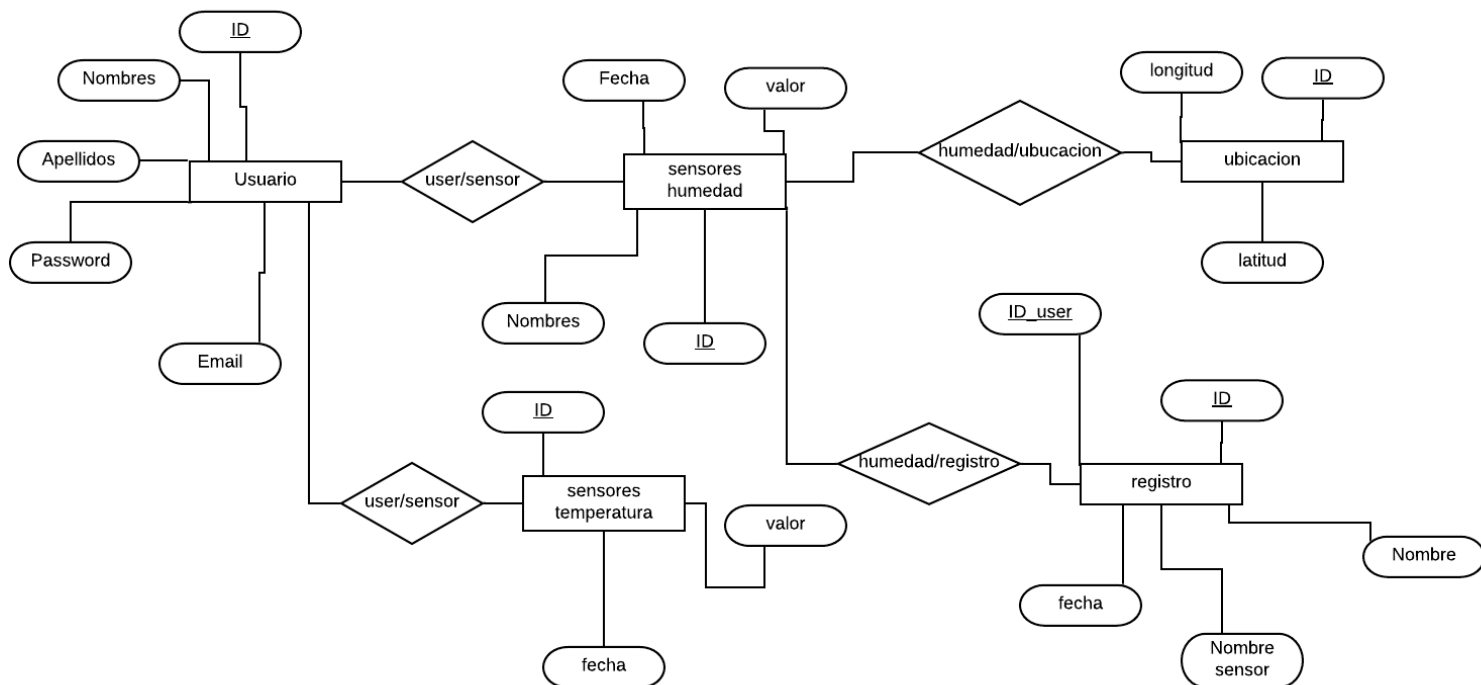 ID
Nombres
Apellidos
Usuario
Password
Email
user/sensor
Fecha
valor
sensores
humedad
Nombres
ID
humedad/ubucacion
longitud
ID
ubicacion
latitud
ID_user
ID
humedad/registro
registro
Nombre
fecha
Nombre
sensor
ID
user/sensor
sensores
temperatura
valor
fecha